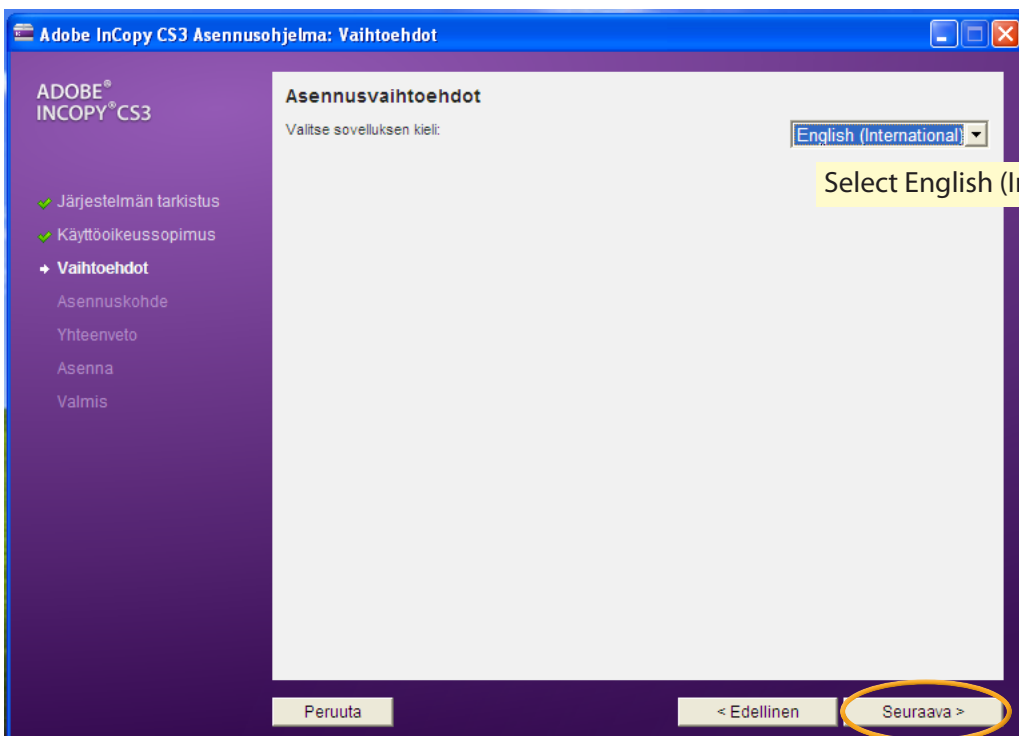 Adobe InCopy CS3 Asennusohjelma: Vaihtoehdot
ADOBE®
INCOPY®CS3
Järjestelmän tarkistus
Käyttöoikeussopimus
Vaihtoehdot
Asennuskohde
Yhteenveto
Asenna
Valmis
Asennusvaihtoehdot
Valitse sovelluksen kieli:
English (International)
Select English (I
Peruuta
< Edellinen
Seuraava >